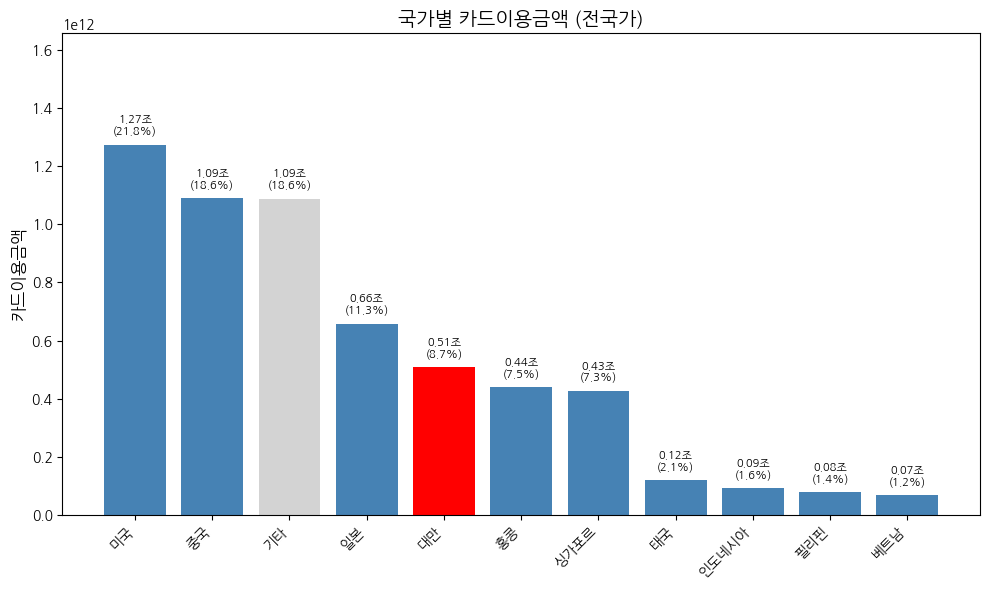 국가별 카드이용금액 (전국가)
1e12
카드이용금액
1.6
1.4
1.2
1.0
0.8
0.6
0.4
0.2
0.0
1.27조
(21.8%)
1.09조
(18.6%)
1.09조
(18.6%)
0.66조
(11.3%)
0.51조
(8.7%)
0.44조
(7.5%)
0.43조
(7.3%)
0.12조
(2.1%)
0.09조
(1.6%)
0.08조
(1.4%)
0.07조
(1.2%)
미국
중국
기타
일본
대만
홍콩
싱가포르
태국
인도네시아
필리핀
베트남